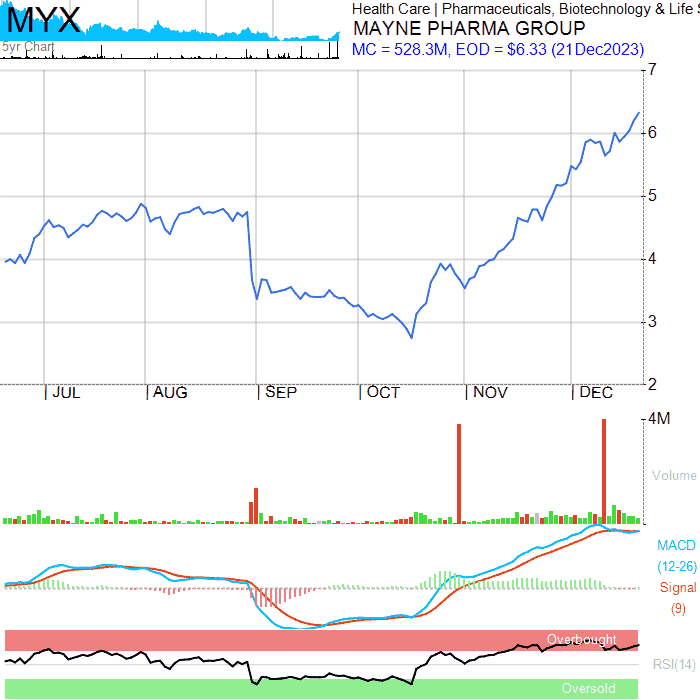 MYX
5yr Chart
Health Care | Pharmaceuticals, Biotechnology & Life S
MAYNE PHARMA GROUP
MC = 528.3M, EOD = $6.33 (21Dec2023)
7
6
5
4
3
2
JUL AUG SEP OCT NOV DEC
4M
Volume
MACD
(12-26)
Signal
(9)
Overbought
RSI(14)
Oversold